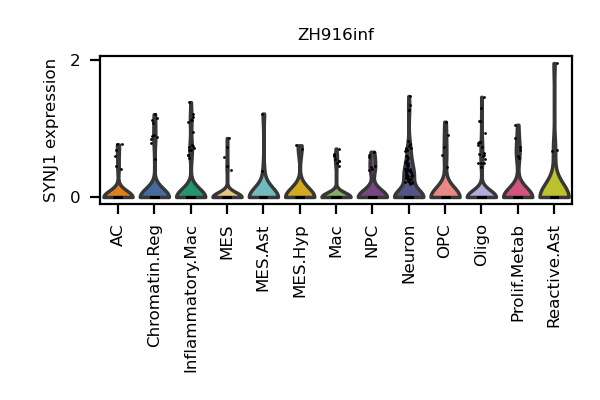 ZH916inf
SYNJ1 expression
2
0
AC
Chromatin.Reg
Inflammatory.Mac
MES
MES.Ast
MES.Hyp
Mac
NPC
Neuron
OPC
Oligo
Prolif.Metab
Reactive.Ast